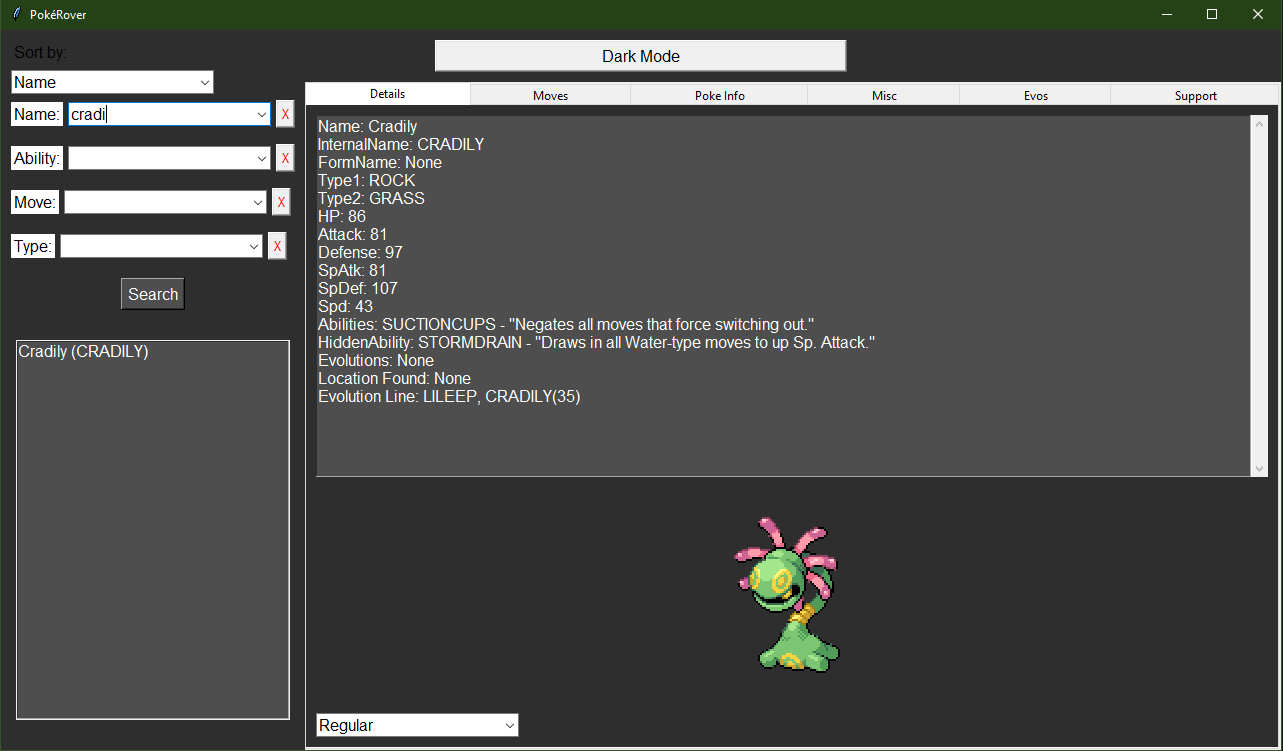 PokéRover
Sort by:
Name
Name: cradi X
Ability: X
Move: X
Type: X
Search
Cradily (CRADILY)
Dark Mode
Details Moves Poke Info Misc Evos Support
Name: Cradily
InternalName: CRADILY
FormName: None
Type1: ROCK
Type2: GRASS
HP: 86
Attack: 81
Defense: 97
SpAtk: 81
SpDef: 107
Spd: 43
Abilities: SUCTIONCUPS - "Negates all moves that force switching out."
HiddenAbility: STORMDRAIN - "Draws in all Water-type moves to up Sp. Attack."
Evolutions: None
Location Found: None
Evolution Line: LILEEP, CRADILY(35)
Regular